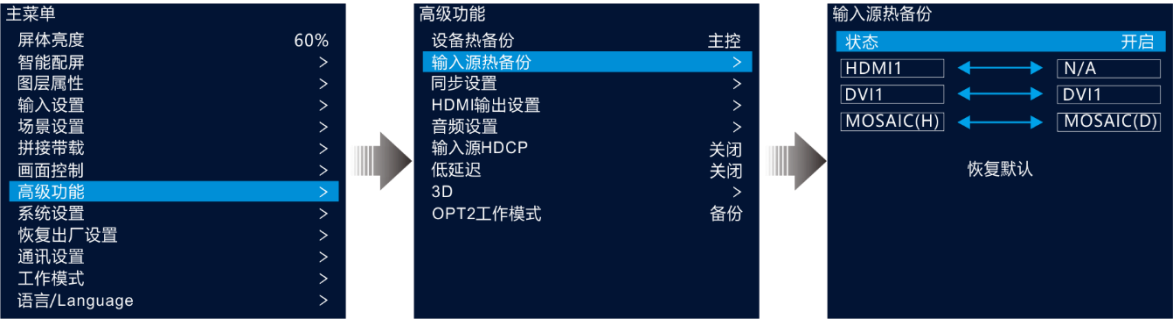 主菜单
屏体亮度 60%
智能配屏 >
图层属性 >
输入设置 >
场景设置 >
拼接带载 >
画面控制 >
高级功能 >
系统设置 >
恢复出厂设置 >
通讯设置 >
工作模式 >
语言/Language >
高级功能
设备热备份 主控
输入源热备份 >
同步设置 >
HDMI输出设置 >
音频设置 >
输入源HDCP 关闭
低延迟 关闭
3D >
OPT2工作模式 备份
输入源热备份
状态 开启
HDMI1 N/A
DVI1 DVI1
MOSAIC(H) MOSAIC(D)
恢复默认